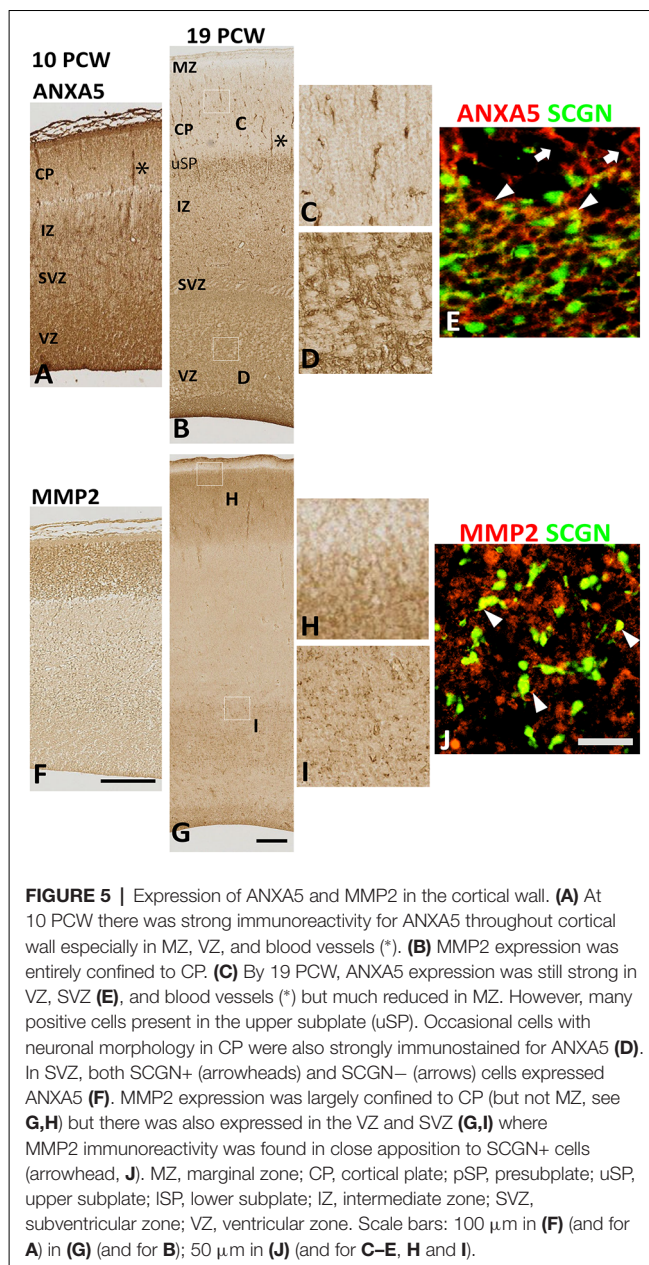 10 PCW
ANXA5
19 PCW
MZ
CP
C
*
uSP
IZ
SVZ
VZ
D
B
CP
*
IZ
SVZ
VZ
A
C
D
ANXA5 SCGN
E
MMP2
F
H
I
G
H
I
MMP2 SCGN
J
FIGURE 5 | Expression of ANXA5 and MMP2 in the cortical wall. (A) At
10 PCW there was strong immunoreactivity for ANXA5 throughout cortical
wall especially in MZ, VZ, and blood vessels (*). (B) MMP2 expression was
entirely confined to CP. (C) By 19 PCW, ANXA5 expression was still strong in
VZ, SVZ (E), and blood vessels (*) but much reduced in MZ. However, many
positive cells present in the upper subplate (uSP). Occasional cells with
neuronal morphology in CP were also strongly immunostained for ANXA5 (D).
In SVZ, both SCGN+ (arrowheads) and SCGN− (arrows) cells expressed
ANXA5 (F). MMP2 expression was largely confined to CP (but not MZ, see
G,H) but there was also expressed in the VZ and SVZ (G,I) where
MMP2 immunoreactivity was found in close apposition to SCGN+ cells
(arrowhead, J). MZ, marginal zone; CP, cortical plate; pSP, presubplate; uSP,
upper subplate; lSP, lower subplate; IZ, intermediate zone; SVZ,
subventricular zone; VZ, ventricular zone. Scale bars: 100 μm in (F) (and for
A) in (G) (and for B); 50 μm in (J) (and for C–E, H and I).